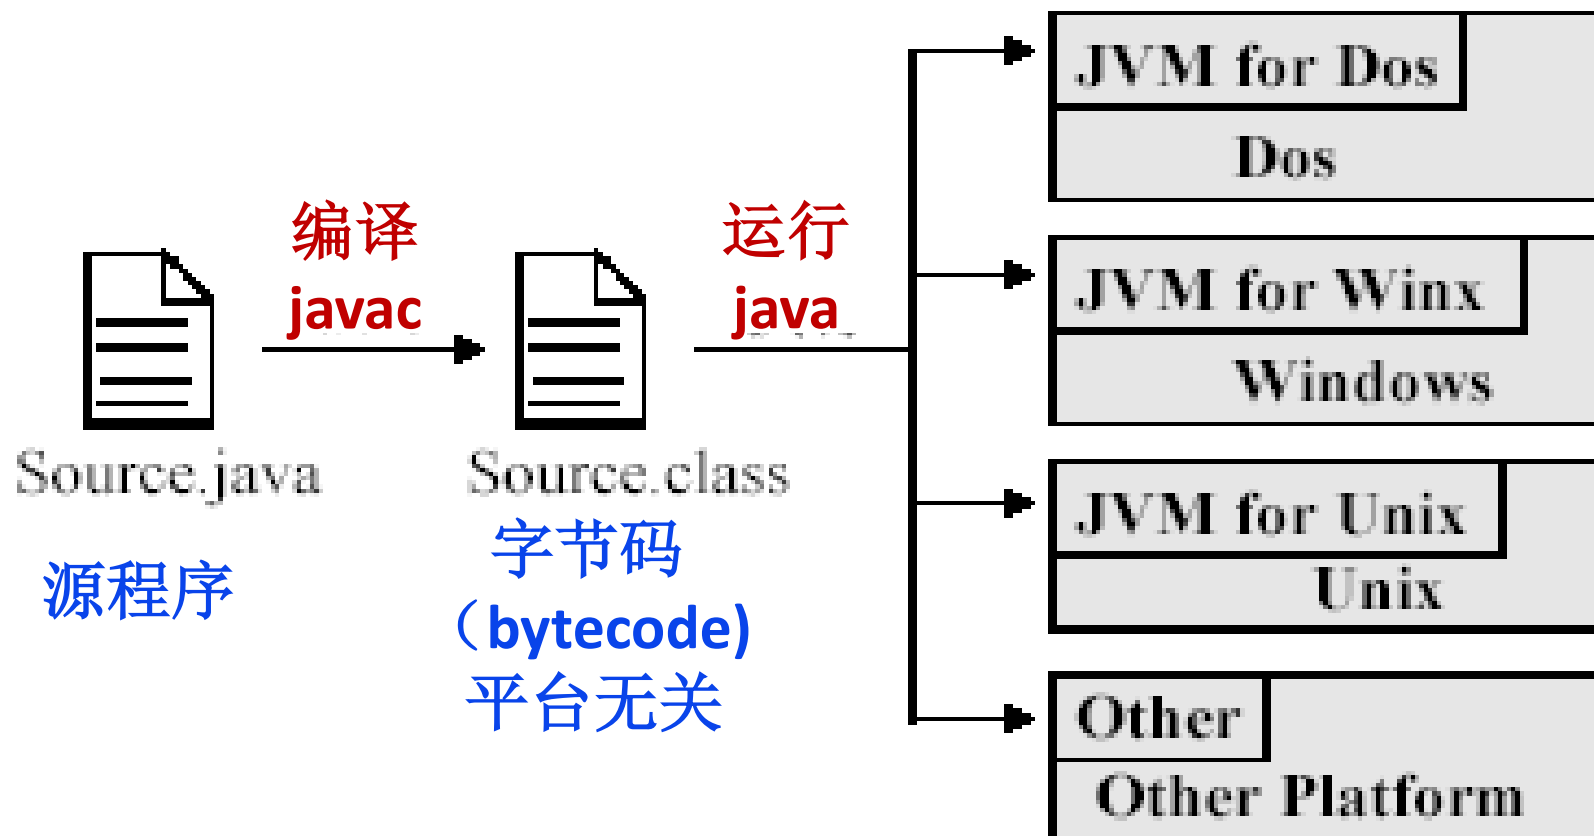 编译
javac
Source.java
源程序
运行
java
Source.class
字节码
（bytecode)
平台无关
JVM for Dos
Dos
JVM for Winx
Windows
JVM for Unix
Unix
Other
Other Platform